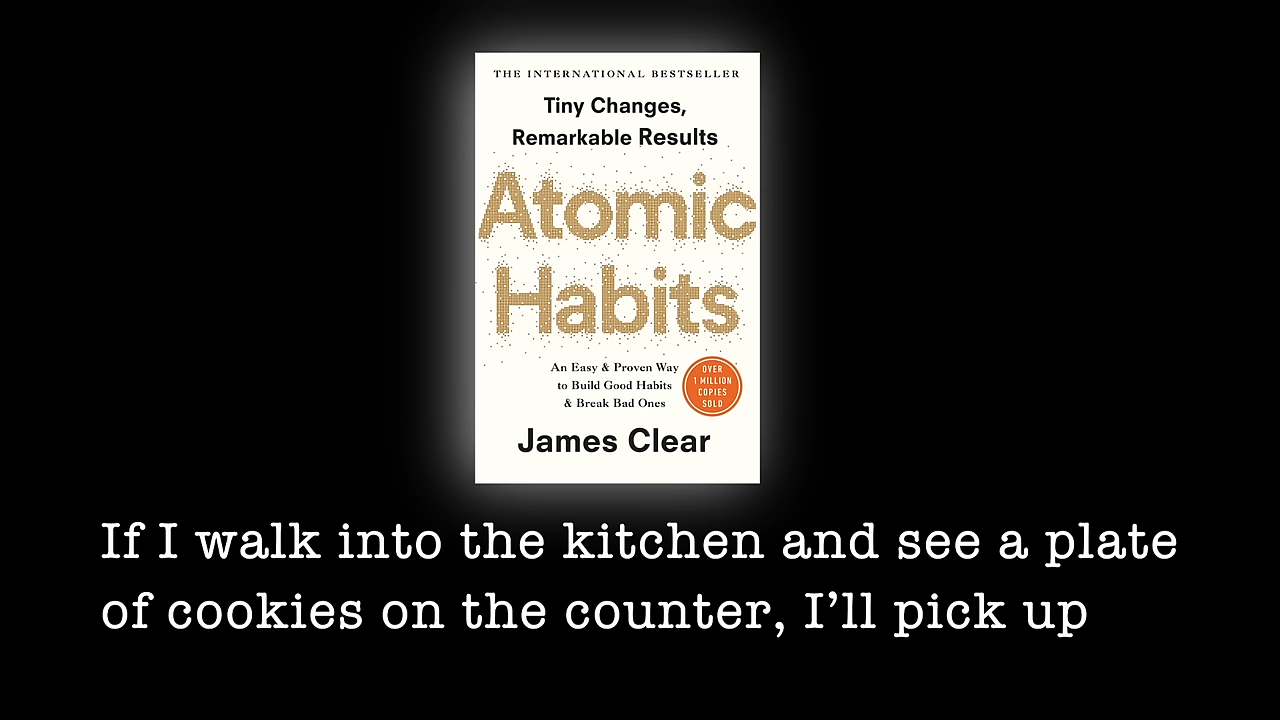 THE INTERNATIONAL BESTSELLER
Tiny Changes,
Remarkable Results
Atomic
Habits
An Easy & Proven Way
to Build Good Habits
& Break Bad Ones
OVER
1 MILLION
COPIES
SOLD
James Clear
If I walk into the kitchen and see a plate
of cookies on the counter, I’ll pick up